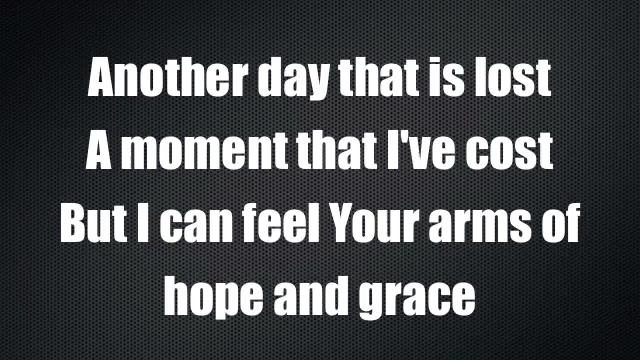 Another day that is lost
A moment that I've cost
But I can feel Your arms of
hope and grace